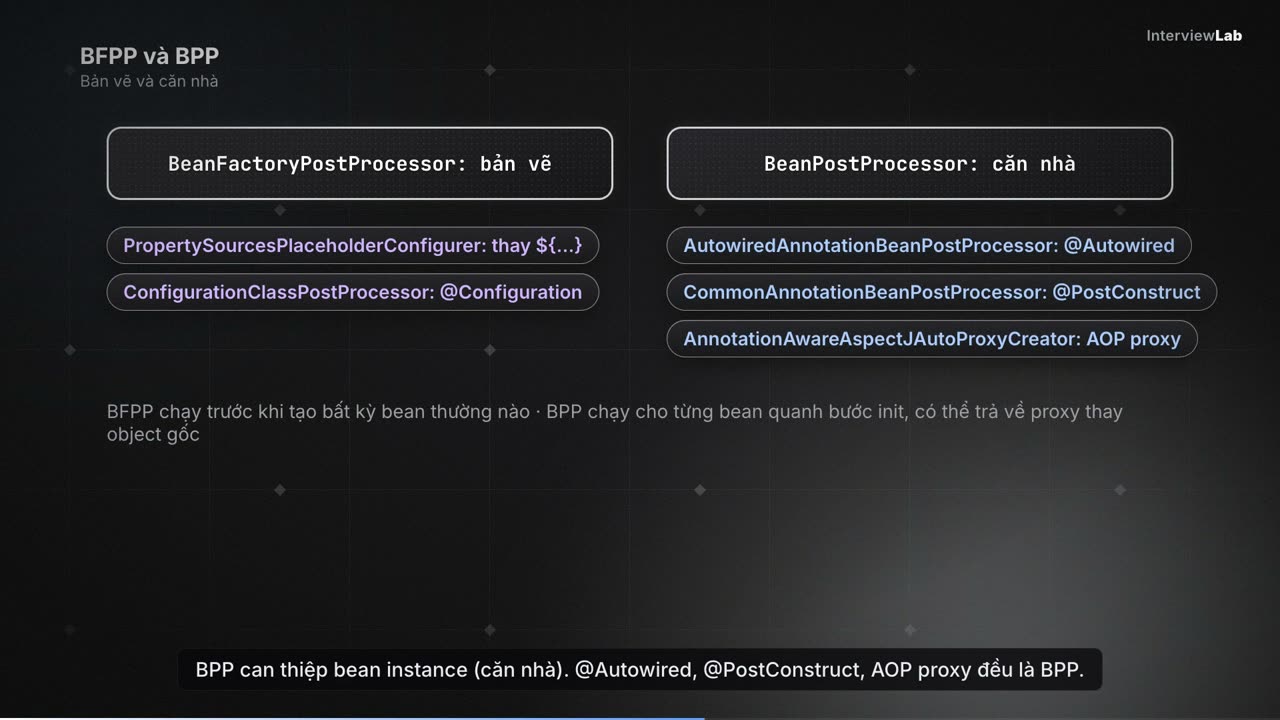 InterviewLab
BFPP và BPP
Bản vẽ và căn nhà
BeanFactoryPostProcessor: bản vẽ
BeanPostProcessor: căn nhà
PropertySourcesPlaceholderConfigurer: thay ${...}
AutowiredAnnotationBeanPostProcessor: @Autowired
ConfigurationClassPostProcessor: @Configuration
CommonAnnotationBeanPostProcessor: @PostConstruct
AnnotationAwareAspectJAutoProxyCreator: AOP proxy
BFPP chạy trước khi tạo bất kỳ bean thường nào · BPP chạy cho từng bean quanh bước init, có thể trả về proxy thay
object gốc
BPP can thiệp bean instance (căn nhà). @Autowired, @PostConstruct, AOP proxy đều là BPP.